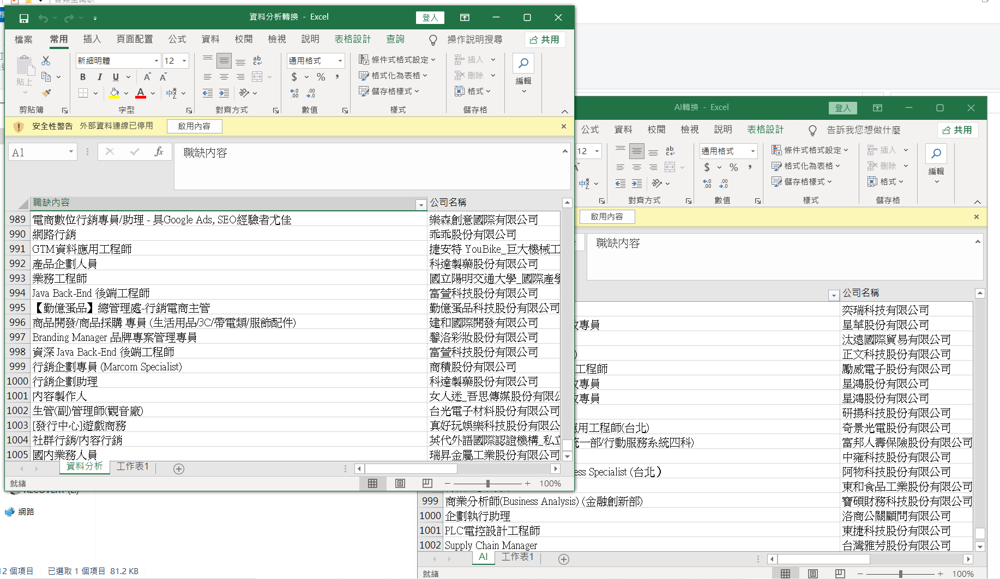 資料分析轉換 - Excel
登入
檔案 常用 插入 頁面配置 公式 資料 校閱 檢視 說明 表格設計 查詢 操作說明搜尋 共用
貼上
新細明體 12
B I U
中
ab
通用格式
$ % ,
條件式格式設定
格式化為表格
儲存格樣式
插入
刪除
格式
編輯
剪貼簿 字型 對齊方式 數值 樣式 儲存格
安全性警告 外部資料連線已停用 啟用內容
A1 fx 職缺內容
職缺內容 公司名稱
989 電商數位行銷專員/助理 - 具Google Ads, SEO經驗者尤佳 樂森創意國際有限公司
990 網路行銷 乖乖股份有限公司
991 GTM資料應用工程師 捷安特 YouBike_巨大機械工
992 產品企劃人員 科達製藥股份有限公司
993 業務工程師 國立陽明交通大學_國際產學
994 Java Back-End 後端工程師 富萱科技股份有限公司
995 【勤億蛋品】總管理處-行銷電商主管 勤億蛋品科技股份有限公司
996 商品開發/商品採購 專員 (生活用品/3C/帶電類/服飾配件) 建和國際開發有限公司
997 Branding Manager 品牌專案管理專員 馨洛彩妝股份有限公司
998 資深 Java Back-End 後端工程師 富萱科技股份有限公司
999 行銷企劃專員 (Marcom Specialist) 商積股份有限公司
1000 行銷企劃助理 科達製藥股份有限公司
1001 內容製作人 女人迷_吾思傳媒股份有限公
1002 生管(副)管理師(觀音廠) 台光電子材料股份有限公司
1003 [發行中心]遊戲商務 真好玩娛樂科技股份有限公
1004 社群行銷/內容行銷 英代外語國際認證機構_私立
1005 國內業務人員 瑞昇金屬工業股份有限公司
資料分析 工作表1
就緒 100%
網路
12 個項目 已選取 1 個項目 81.2 KB
AI轉換 - Excel
登入
公式 資料 校閱 檢視 說明 表格設計 告訴我您想做什麼 共用
12
中
ab
通用格式
$ % ,
條件式格式設定
格式化為表格
儲存格樣式
插入
刪除
格式
編輯
對齊方式 數值 樣式 儲存格
啟用內容
職缺內容
公司名稱
奕瑞科技有限公司
專員 星華股份有限公司
汰遠國際貿易有限公司
) 正文科技股份有限公司
工程師 勵威電子股份有限公司
專員 星鴻股份有限公司
專員 星鴻股份有限公司
研揚科技股份有限公司
用工程師(台北) 奇景光電股份有限公司
統一部/行動服務系統四科) 富邦人壽保險股份有限公司
中雍科技股份有限公司
ess Specialist (台北) 阿物科技股份有限公司
東和食品工業股份有限公司
999 商業分析師(Business Analysis) (金融創新部) 寶碩財務科技股份有限公司
1000 企劃執行助理 洛商公關顧問有限公司
1001 PLC電控設計工程師 東捷科技股份有限公司
1002 Supply Chain Manager 台灣雅芳股份有限公司
AI 工作表1
就緒 100%